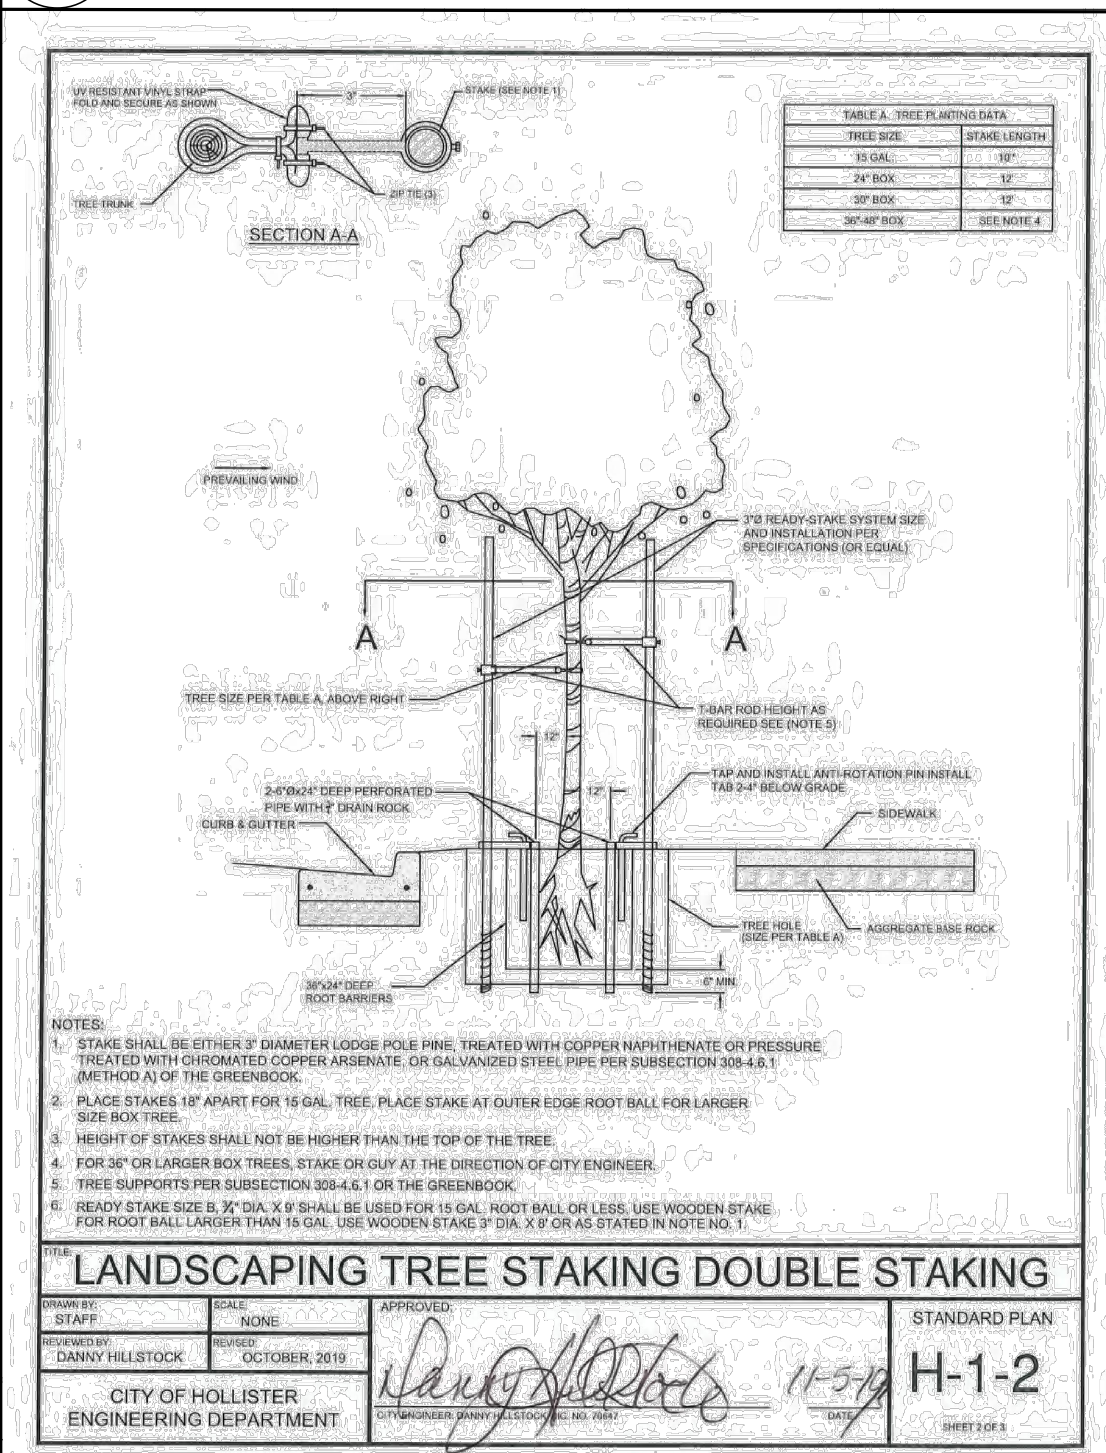 UV RESISTANT VINYL STRAP
FOLD AND SECURE AS SHOWN
3"
STAKE (SEE NOTE 1)
ZIP TIE (3)
TREE TRUNK
SECTION A-A
TABLE A. TREE PLANTING DATA
TREE SIZE STAKE LENGTH
15 GAL. 10'
24" BOX 12'
30" BOX 12'
36"-48" BOX SEE NOTE 4
PREVAILING WIND
3"Ø READY-STAKE SYSTEM SIZE
AND INSTALLATION PER
SPECIFICATIONS (OR EQUAL)
A A
TREE SIZE PER TABLE A, ABOVE RIGHT
T-BAR ROD HEIGHT AS
REQUIRED SEE (NOTE 5)
12"
12"
TAP AND INSTALL ANTI-ROTATION PIN INSTALL
TAB 2-4" BELOW GRADE
2-6"Øx24" DEEP PERFORATED
PIPE WITH DRAIN ROCK
CURB & GUTTER
SIDEWALK
TREE HOLE
(SIZE PER TABLE A)
AGGREGATE BASE ROCK
36"x24" DEEP
ROOT BARRIERS
6" MIN.
NOTES:
1. STAKE SHALL BE EITHER 3" DIAMETER LODGE POLE PINE, TREATED WITH COPPER NAPHTHENATE OR PRESSURE
TREATED WITH CHROMATED COPPER ARSENATE, OR GALVANIZED STEEL PIPE PER SUBSECTION 308-4.6.1
(METHOD A) OF THE GREENBOOK.
2. PLACE STAKES 18" APART FOR 15 GAL. TREE. PLACE STAKE AT OUTER EDGE ROOT BALL FOR LARGER
SIZE BOX TREE.
3. HEIGHT OF STAKES SHALL NOT BE HIGHER THAN THE TOP OF THE TREE.
4. FOR 36" OR LARGER BOX TREES, STAKE OR GUY AT THE DIRECTION OF CITY ENGINEER.
5. TREE SUPPORTS PER SUBSECTION 308-4.6.1 OR THE GREENBOOK.
6. READY STAKE SIZE B, ¾" DIA. X 9' SHALL BE USED FOR 15 GAL. ROOT BALL OR LESS. USE WOODEN STAKE
FOR ROOT BALL LARGER THAN 15 GAL. USE WOODEN STAKE 3" DIA. X 8' OR AS STATED IN NOTE NO. 1.
TITLE:
LANDSCAPING TREE STAKING DOUBLE STAKING
DRAWN BY:
STAFF
SCALE:
NONE
REVIEWED BY:
DANNY HILLSTOCK
REVISED:
OCTOBER, 2019
CITY OF HOLLISTER
ENGINEERING DEPARTMENT
APPROVED:
Danny Hillstock 11-5-19
CITY ENGINEER: DANNY HILLSTOCK, LIC. NO. 70647
DATE
STANDARD PLAN
H-1-2
SHEET 2 OF 3